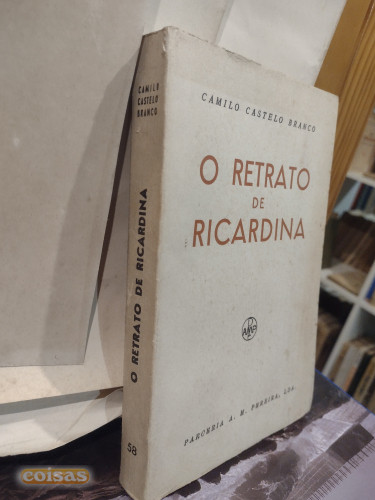 CAMILO CASTELO BRANCO
O RETRATO
DE
RICARDINA
PARCERIA A. M. PEREIRA, LDA.
CAMILO
CASTELO
BRANCO
O RETRATO DE RICARDINA
58
coisas